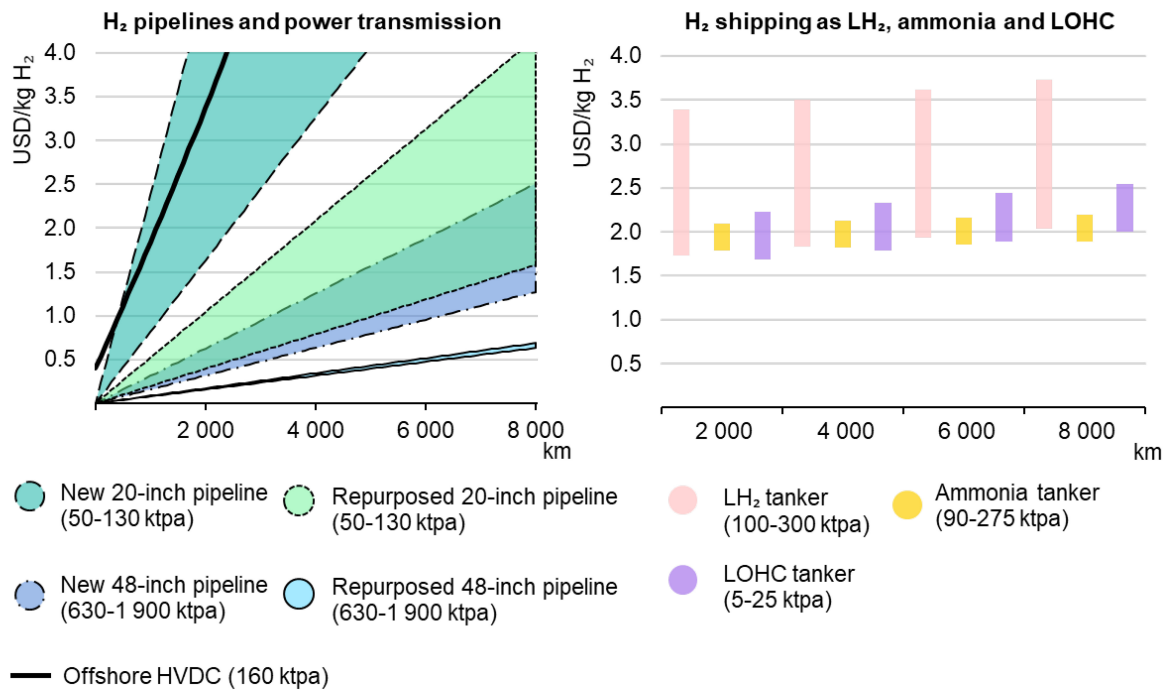 H₂ pipelines and power transmission
USD/kg H₂
4.0
3.5
3.0
2.5
2.0
1.5
1.0
0.5
2 000
4 000
6 000
8 000
km
H₂ shipping as LH₂, ammonia and LOHC
USD/kg H₂
4.0
3.5
3.0
2.5
2.0
1.5
1.0
0.5
2 000
4 000
6 000
8 000
km
New 20-inch pipeline
(50-130 ktpa)
Repurposed 20-inch pipeline
(50-130 ktpa)
New 48-inch pipeline
(630-1 900 ktpa)
Repurposed 48-inch pipeline
(630-1 900 ktpa)
Offshore HVDC (160 ktpa)
LH₂ tanker
(100-300 ktpa)
Ammonia tanker
(90-275 ktpa)
LOHC tanker
(5-25 ktpa)